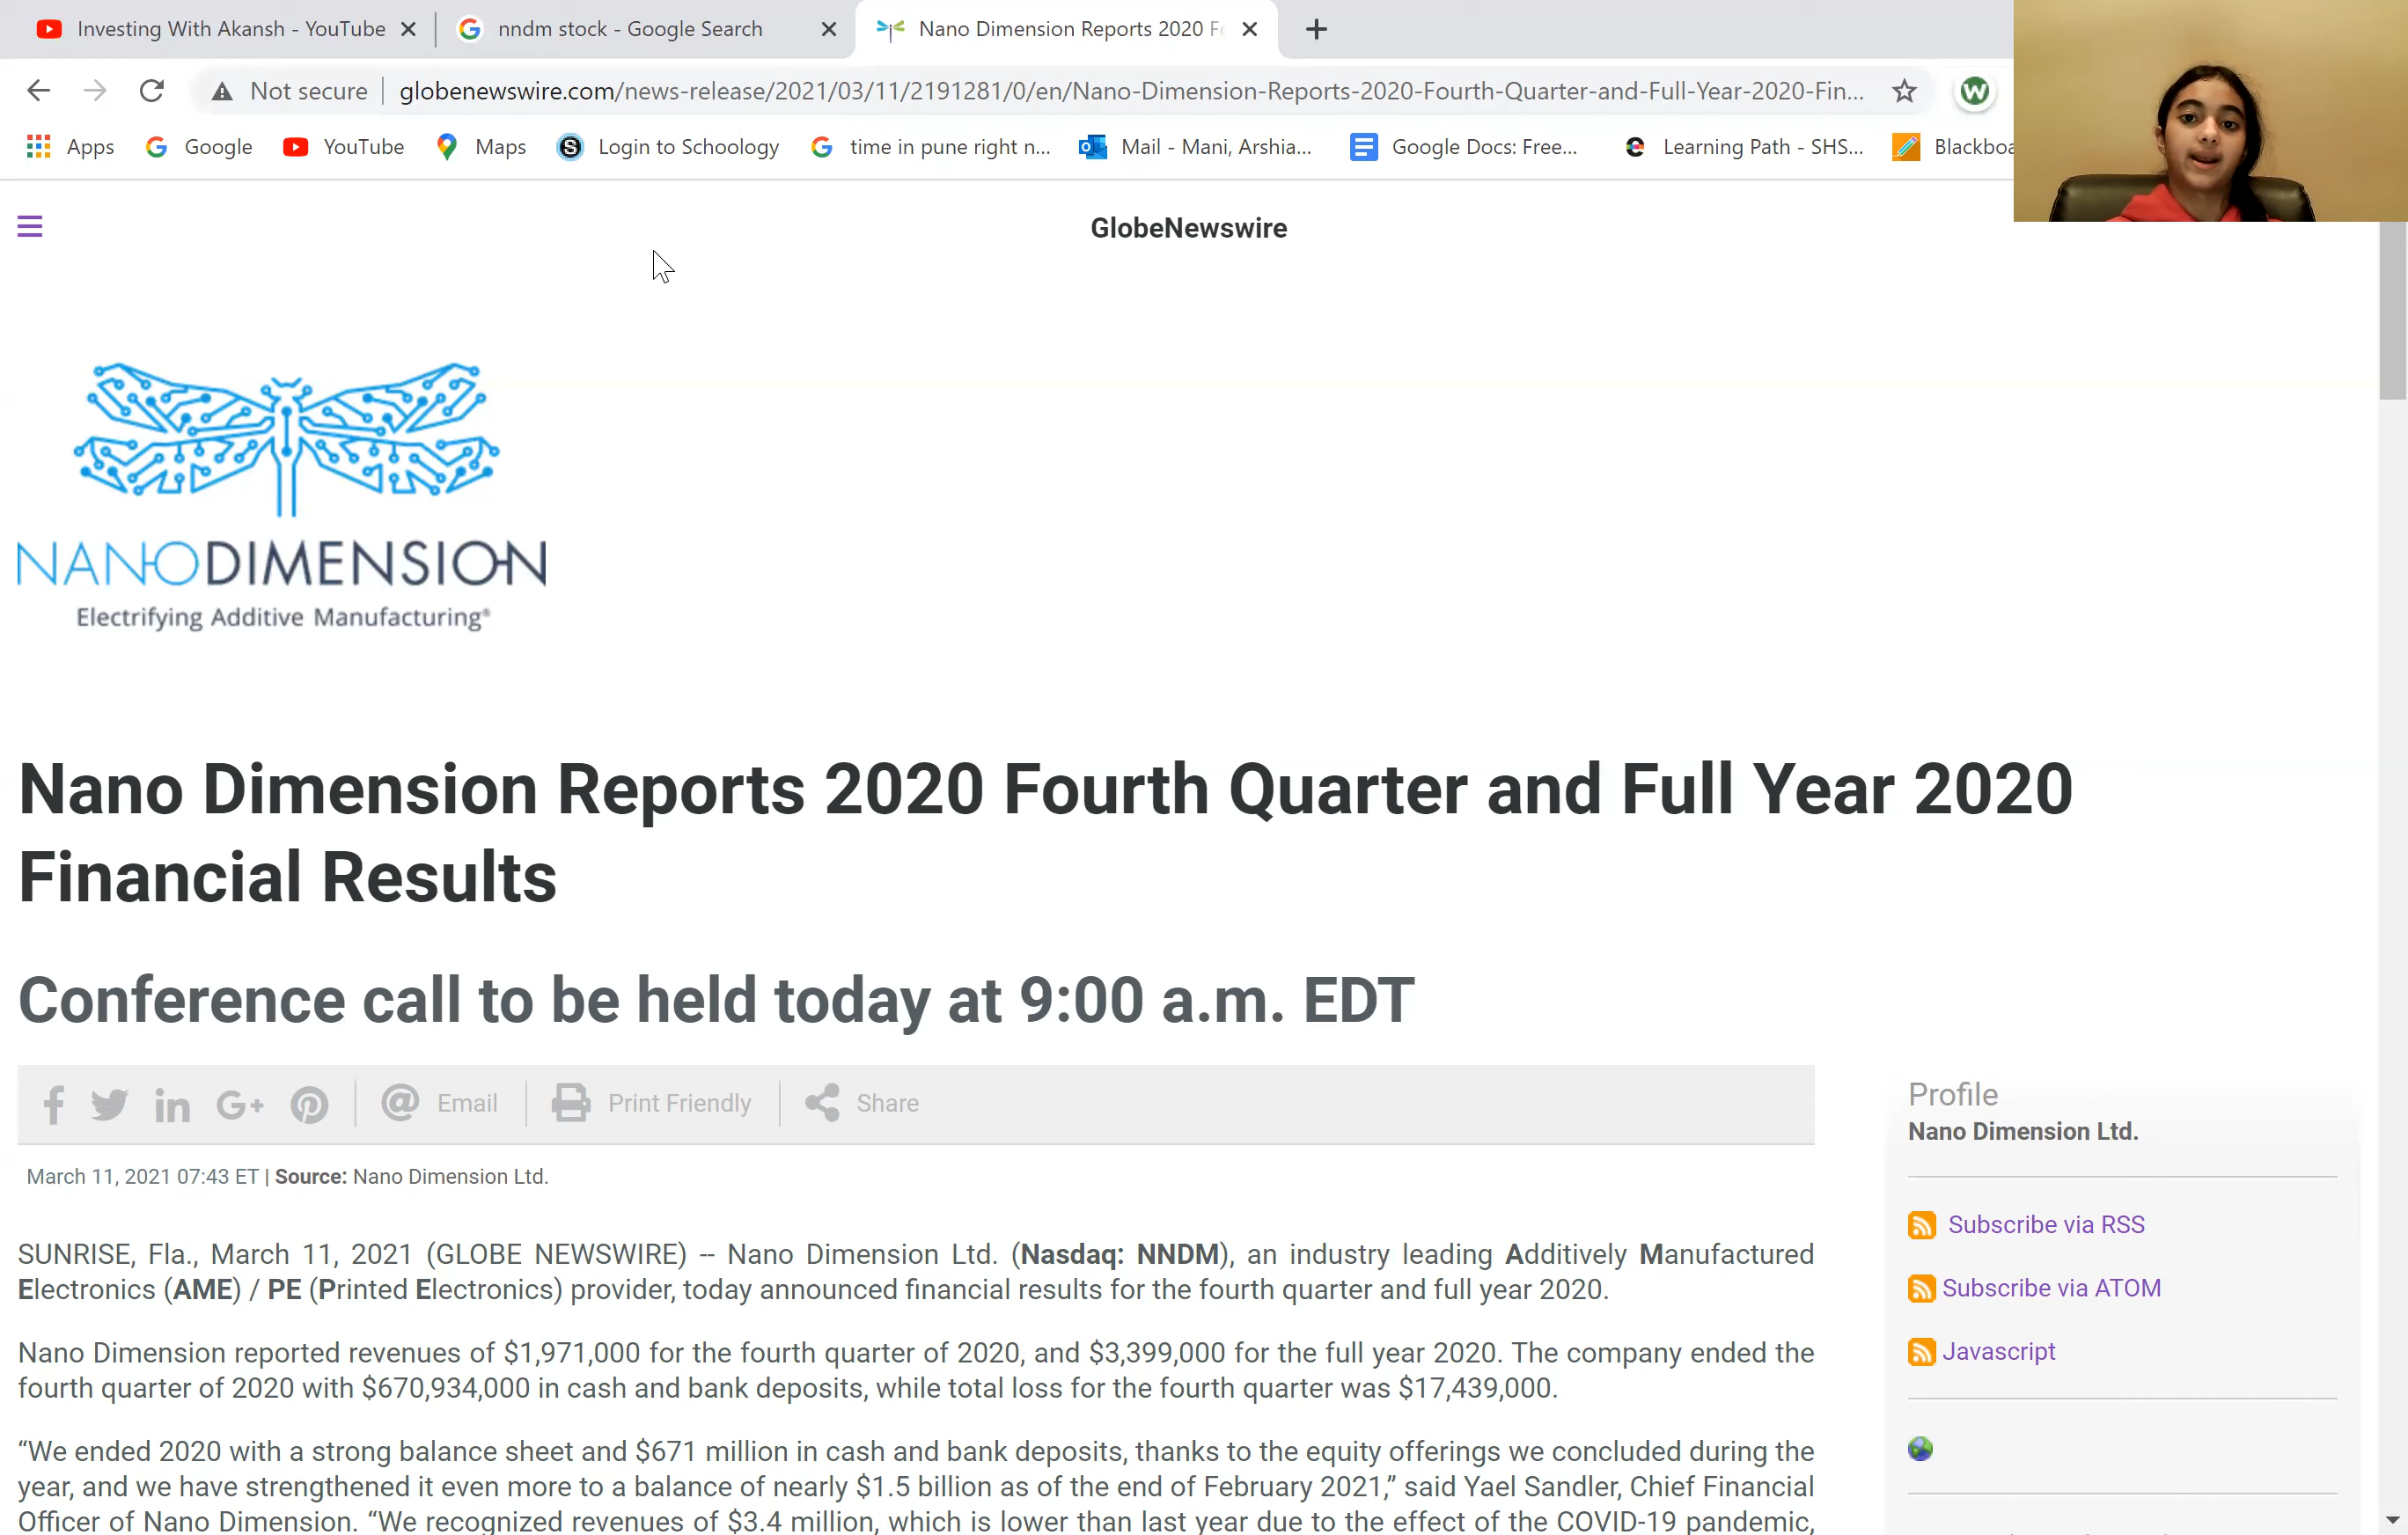 Investing With Akansh - YouTube
nndm stock - Google Search
Nano Dimension Reports 2020 F
Not secure
globenewswire.com/news-release/2021/03/11/2191281/0/en/Nano-Dimension-Reports-2020-Fourth-Quarter-and-Full-Year-2020-Fin...
W
Apps
Google
YouTube
Maps
Login to Schoology
time in pune right n...
Mail - Mani, Arshia...
Google Docs: Free...
Learning Path - SHS...
Blackboa
GlobeNewswire
NANODIMENSION
Electrifying Additive Manufacturing®
Nano Dimension Reports 2020 Fourth Quarter and Full Year 2020
Financial Results
Conference call to be held today at 9:00 a.m. EDT
Email
Print Friendly
Share
March 11, 2021 07:43 ET | Source: Nano Dimension Ltd.
SUNRISE, Fla., March 11, 2021 (GLOBE NEWSWIRE) -- Nano Dimension Ltd. (Nasdaq: NNDM), an industry leading Additively Manufactured
Electronics (AME) / PE (Printed Electronics) provider, today announced financial results for the fourth quarter and full year 2020.
Nano Dimension reported revenues of $1,971,000 for the fourth quarter of 2020, and $3,399,000 for the full year 2020. The company ended the
fourth quarter of 2020 with $670,934,000 in cash and bank deposits, while total loss for the fourth quarter was $17,439,000.
“We ended 2020 with a strong balance sheet and $671 million in cash and bank deposits, thanks to the equity offerings we concluded during the
year, and we have strengthened it even more to a balance of nearly $1.5 billion as of the end of February 2021,” said Yael Sandler, Chief Financial
Officer of Nano Dimension. “We recognized revenues of $3.4 million, which is lower than last year due to the effect of the COVID-19 pandemic,
Profile
Nano Dimension Ltd.
Subscribe via RSS
Subscribe via ATOM
Javascript